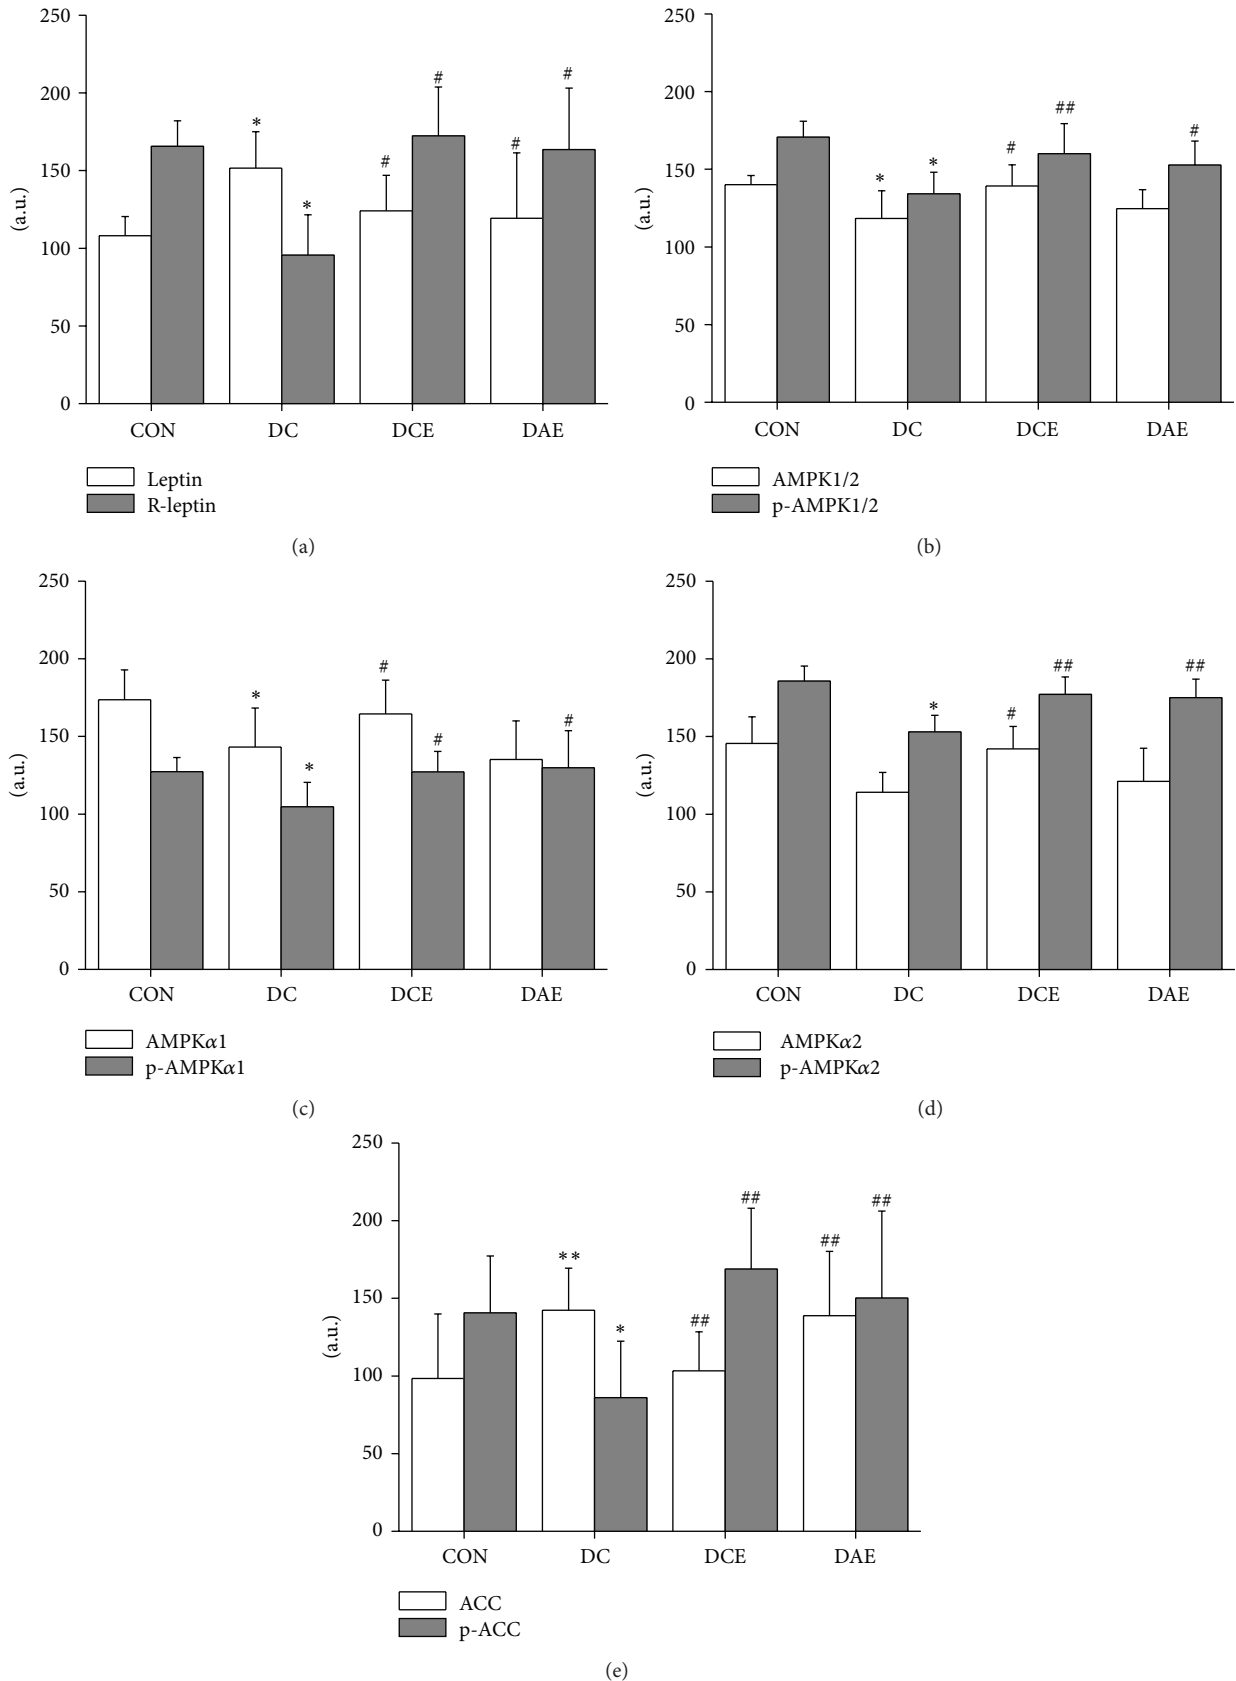 250
200
150
100
50
0
(a.u.)
* * # # # #
CON DC DCE DAE
Leptin
R-leptin
(a)
250
200
150
100
50
0
(a.u.)
* * # ## #
CON DC DCE DAE
AMPK1/2
p-AMPK1/2
(b)
250
200
150
100
50
0
(a.u.)
* * # # #
CON DC DCE DAE
AMPKα1
p-AMPKα1
(c)
250
200
150
100
50
0
(a.u.)
* # ## ##
CON DC DCE DAE
AMPKα2
p-AMPKα2
(d)
250
200
150
100
50
0
(a.u.)
** * ## ## ## ##
CON DC DCE DAE
ACC
p-ACC
(e)